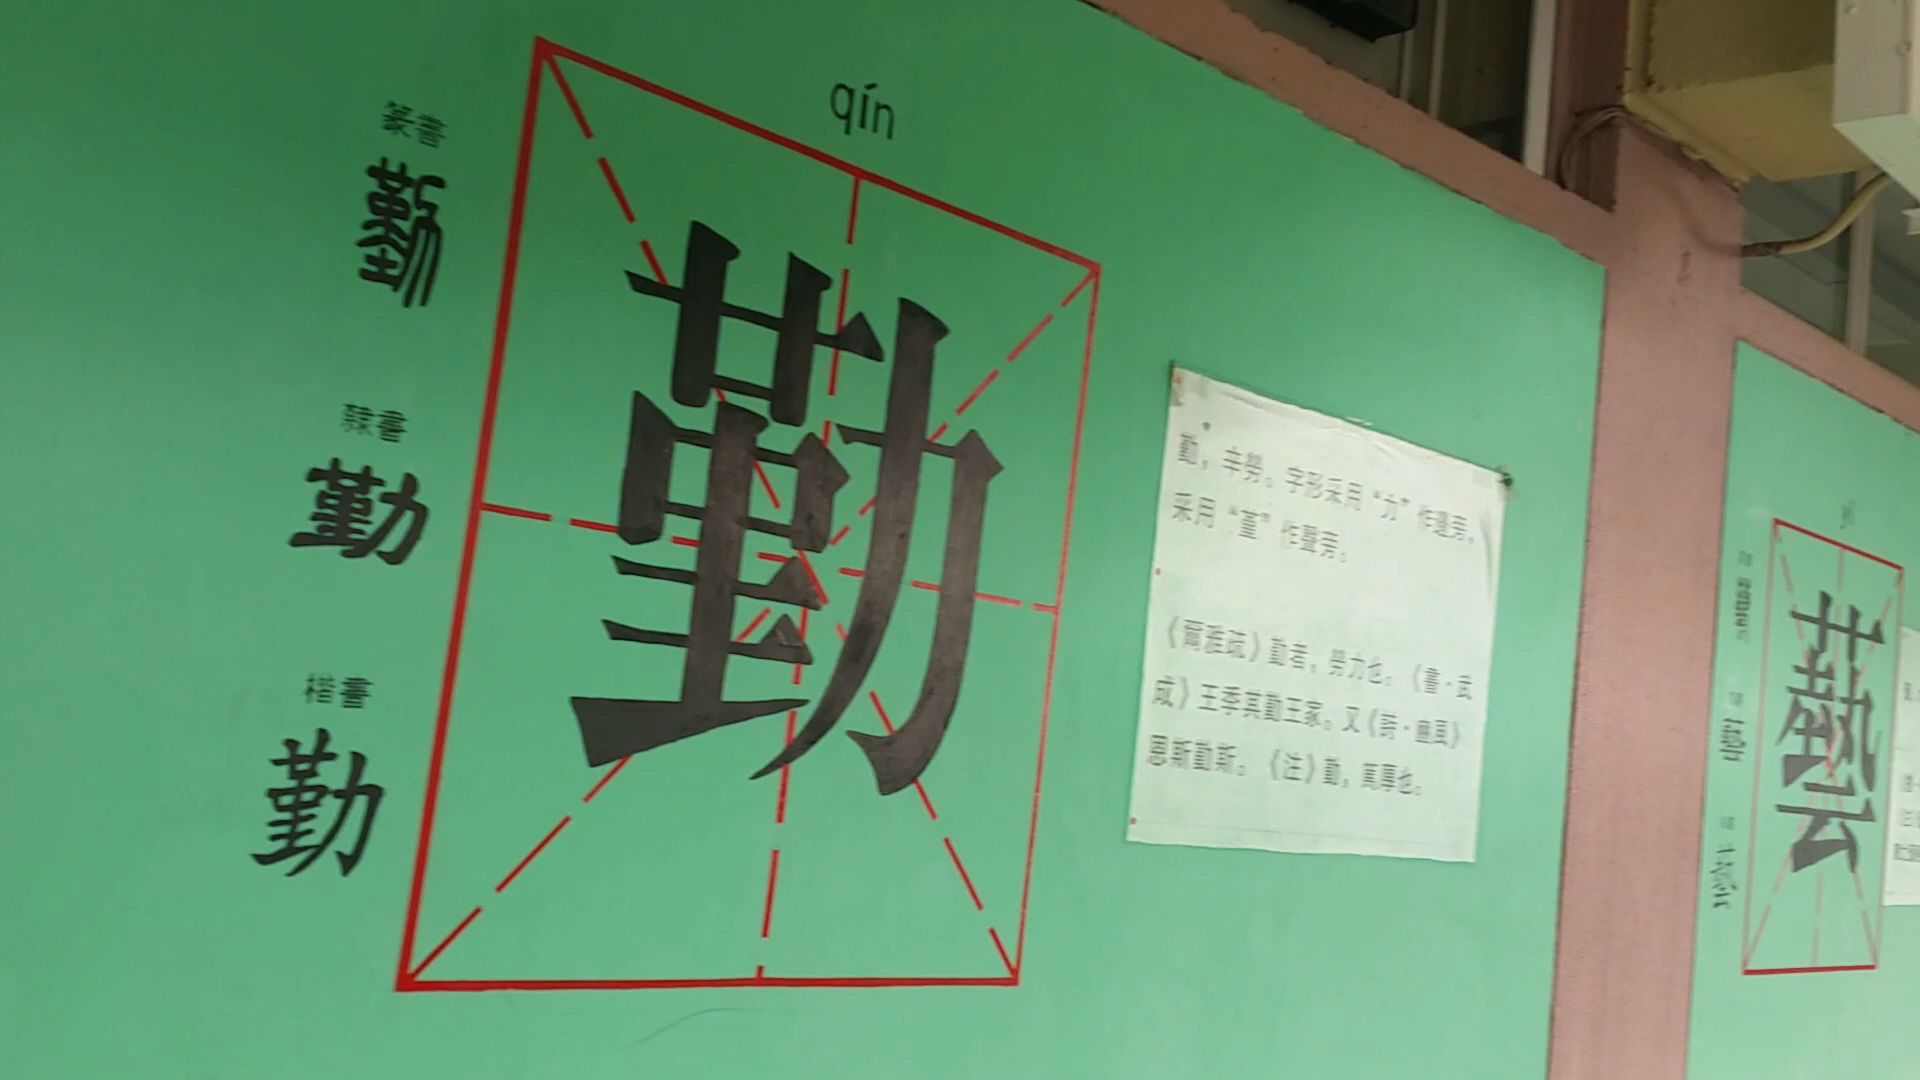 qín
篆書
勤
隸書
勤
楷書
勤
勤
勤，辛勞。字形采用“力”作邊旁，
采用“堇”作聲旁。
《爾雅疏》勤者，勞力也。《書·武
成》王季其勤王家。又《詩·豳風》
恩斯勤斯。《注》勤，篤厚也。
藝